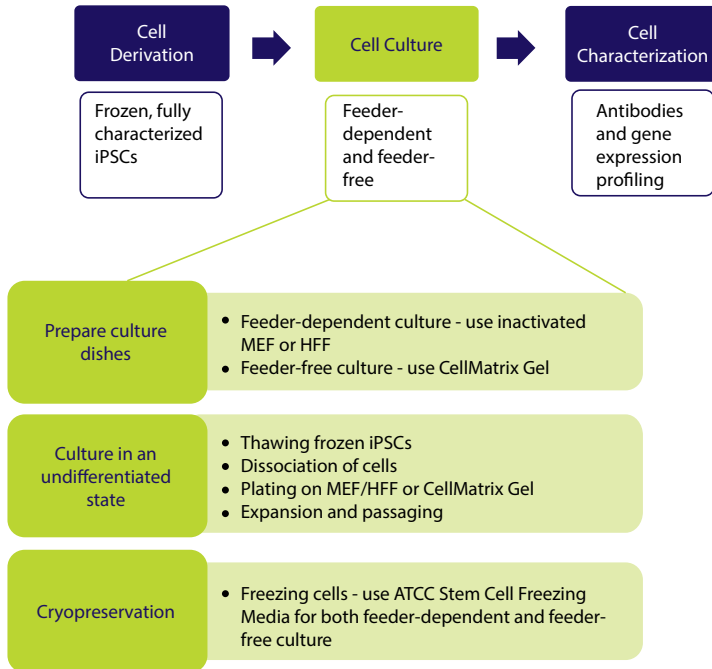 Cell
Derivation
Cell Culture
Cell
Characterization
Frozen, fully
characterized
iPSCs
Feeder-
dependent
and feeder-
free
Antibodies
and gene
expression
profiling
Prepare culture
dishes
• Feeder-dependent culture - use inactivated
MEF or HFF
• Feeder-free culture - use CellMatrix Gel
Culture in an
undifferentiated
state
• Thawing frozen iPSCs
• Dissociation of cells
• Plating on MEF/HFF or CellMatrix Gel
• Expansion and passaging
Cryopreservation
• Freezing cells - use ATCC Stem Cell Freezing
Media for both feeder-dependent and feeder-
free culture